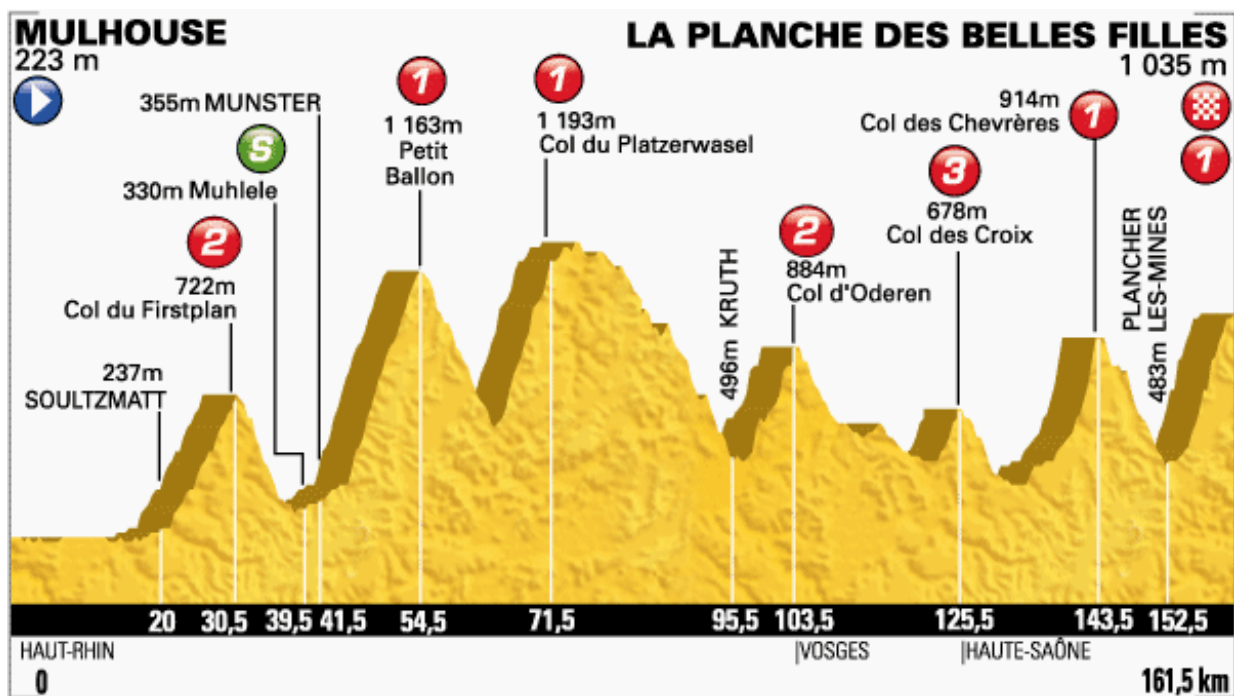 MULHOUSE
223 m
LA PLANCHE DES BELLES FILLES
1 035 m
355m MUNSTER
S
330m Muhlele
2
722m
Col du Firstplan
237m
SOULTZMATT
1
1 163m
Petit
Ballon
1
1 193m
Col du Platzerwasel
496m KRUTH
2
884m
Col d'Oderen
3
678m
Col des Croix
914m
Col des Chevrères
1
PLANCHER
LES-MINES
483m
1
20 30,5 39,5 41,5 54,5 71,5 95,5 103,5 125,5 143,5 152,5
HAUT-RHIN |VOSGES |HAUTE-SAÔNE
0 161,5 km